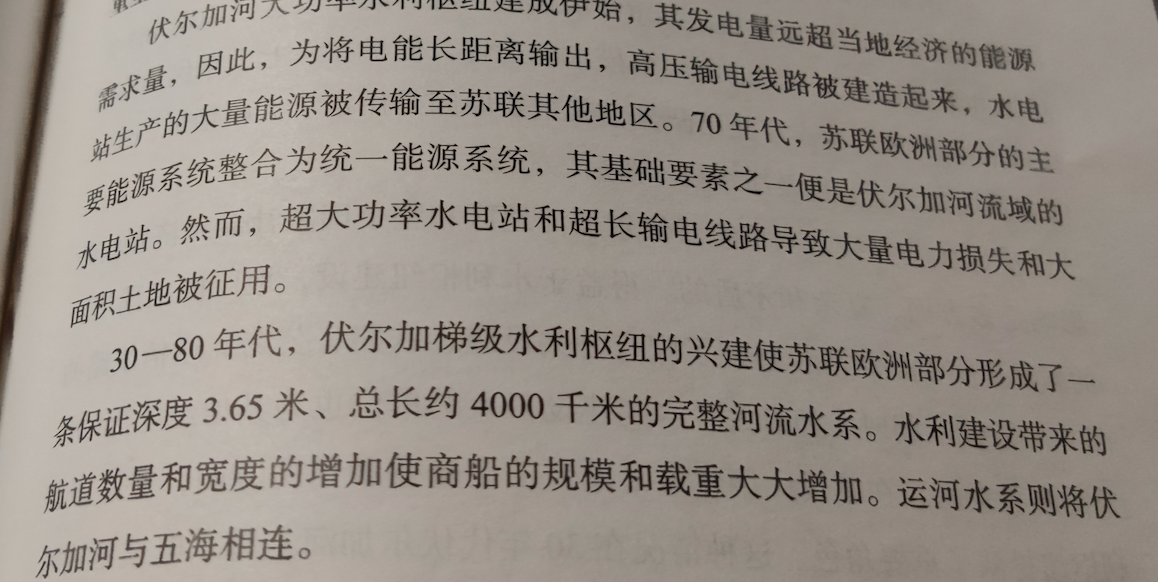 伏尔加河大功率水利枢纽建成伊始，其发电量远超当地经济的能源
需求量，因此，为将电能长距离输出，高压输电线路被建造起来，水电
站生产的大量能源被传输至苏联其他地区。70 年代，苏联欧洲部分的主
要能源系统整合为统一能源系统，其基础要素之一便是伏尔加河流域的
水电站。然而，超大功率水电站和超长输电线路导致大量电力损失和大
面积土地被征用。
30—80 年代，伏尔加梯级水利枢纽的兴建使苏联欧洲部分形成了一
条保证深度 3.65 米、总长约 4000 千米的完整河流水系。水利建设带来的
航道数量和宽度的增加使商船的规模和载重大大增加。运河水系则将伏
尔加河与五海相连。